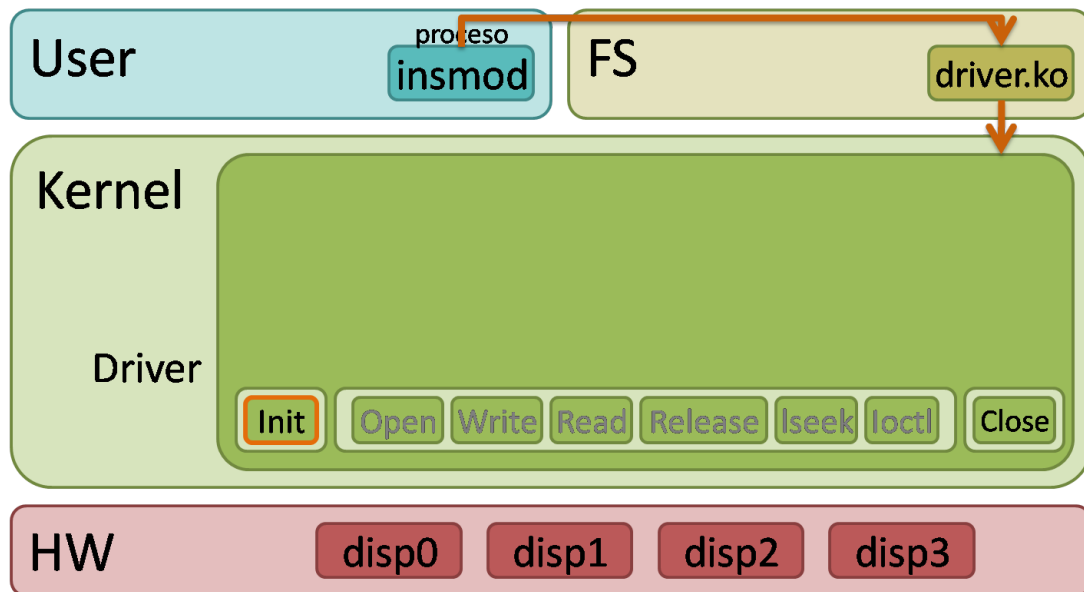 User
proceso
insmod
FS
driver.ko
Kernel
Driver
Init
Open
Write
Read
Release
lseek
Ioctl
Close
HW
disp0
disp1
disp2
disp3